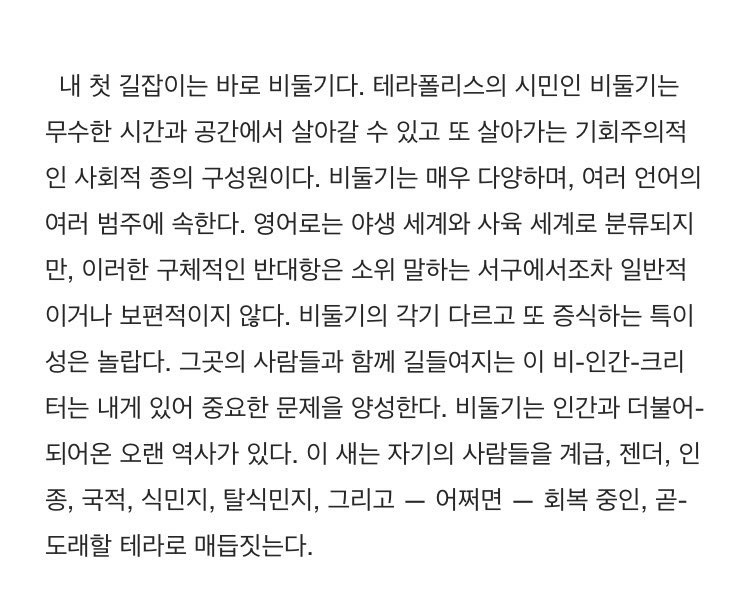 내 첫 길잡이는 바로 비둘기다. 테라폴리스의 시민인 비둘기는
무수한 시간과 공간에서 살아갈 수 있고 또 살아가는 기회주의적
인 사회적 종의 구성원이다. 비둘기는 매우 다양하며, 여러 언어의
여러 범주에 속한다. 영어로는 야생 세계와 사육 세계로 분류되지
만, 이러한 구체적인 반대항은 소위 말하는 서구에서조차 일반적
이거나 보편적이지 않다. 비둘기의 각기 다르고 또 증식하는 특이
성은 놀랍다. 그곳의 사람들과 함께 길들여지는 이 비-인간-크리
터는 내게 있어 중요한 문제을 양성한다. 비둘기는 인간과 더불어-
되어온 오랜 역사가 있다. 이 새는 자기의 사람들을 계급, 젠더, 인
종, 국적, 식민지, 탈식민지, 그리고 — 어쩌면 — 회복 중인, 곧-
도래할 테라로 매듭짓는다.